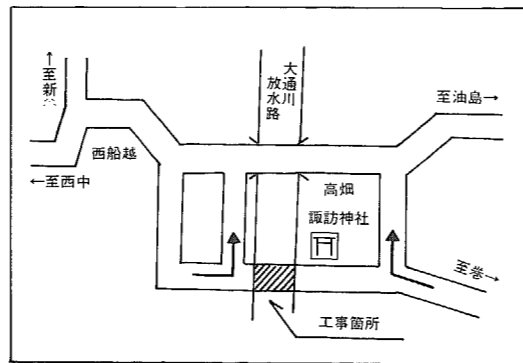 ↑至新
大通川
放水路
至油島→
西船越
←至西中
高畑
諏訪神社
至巻→
工事箇所